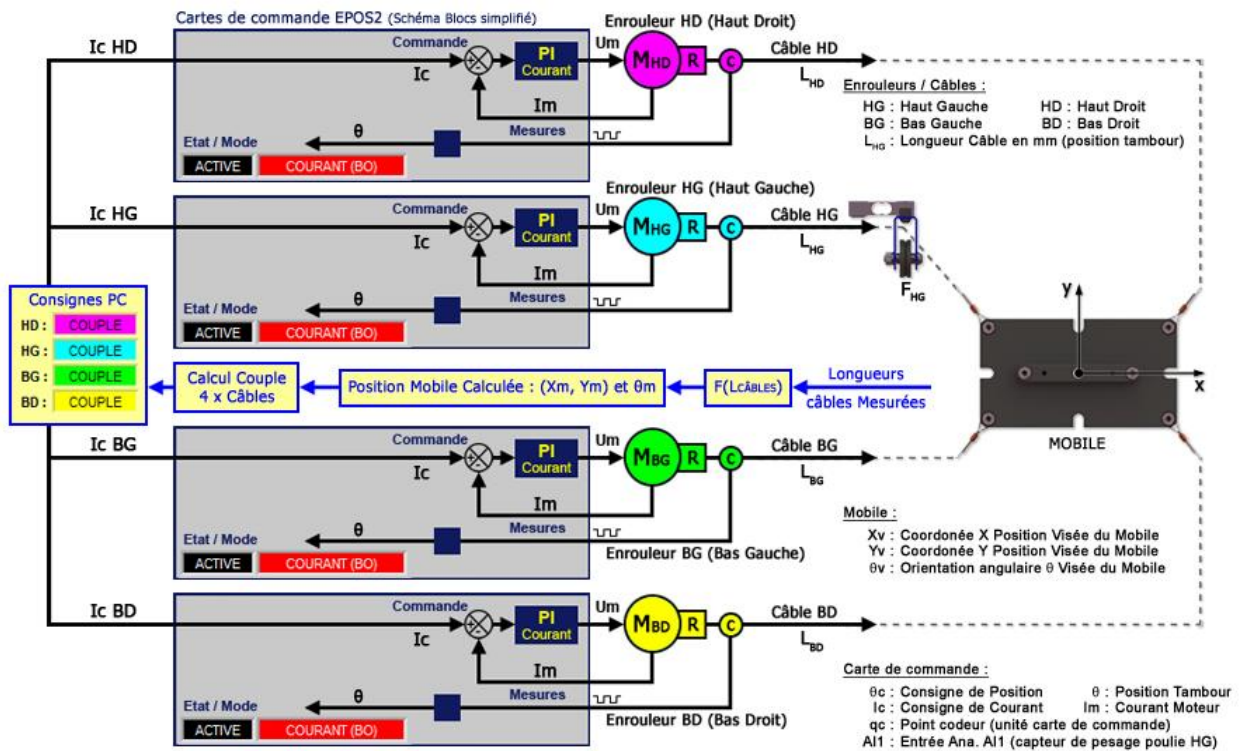 Cartes de commande EPOS2 (Schéma Blocs simplifié)
Enrouleur HD (Haut Droit)
Ic HD
Commande
Ic
PI
Courant
Um
MHD
R
C
Câble HD
LHD
Im
θ
Mesures
Etat / Mode
ACTIVE
COURANT (BO)
Enrouleurs / Câbles :
HG : Haut Gauche HD : Haut Droit
BG : Bas Gauche BD : Bas Droit
LHG : Longueur Câble en mm (position tambour)
Enrouleur HG (Haut Gauche)
Ic HG
Commande
Ic
PI
Courant
Um
MHG
R
C
Câble HG
LHG
FHG
Im
θ
Mesures
Etat / Mode
ACTIVE
COURANT (BO)
Consignes PC
HD : COUPLE
HG : COUPLE
BG : COUPLE
BD : COUPLE
Calcul Couple
4 x Câbles
Position Mobile Calculée : (Xm, Ym) et θm
F(LCÂBLES)
Longueurs
câbles Mesurées
y
x
MOBILE
Ic BG
Commande
Ic
PI
Courant
Um
MBG
R
C
Câble BG
LBG
Im
θ
Mesures
Etat / Mode
ACTIVE
COURANT (BO)
Enrouleur BG (Bas Gauche)
Mobile :
Xv : Coordonée X Position Visée du Mobile
Yv : Coordonée Y Position Visée du Mobile
θv : Orientation angulaire θ Visée du Mobile
Ic BD
Commande
Ic
PI
Courant
Um
MBD
R
C
Câble BD
LBD
Im
θ
Mesures
Etat / Mode
ACTIVE
COURANT (BO)
Enrouleur BD (Bas Droit)
Carte de commande :
θc : Consigne de Position θ : Position Tambour
Ic : Consigne de Courant Im : Courant Moteur
qc : Point codeur (unité carte de commande)
AI1 : Entrée Ana. AI1 (capteur de pesage poulie HG)